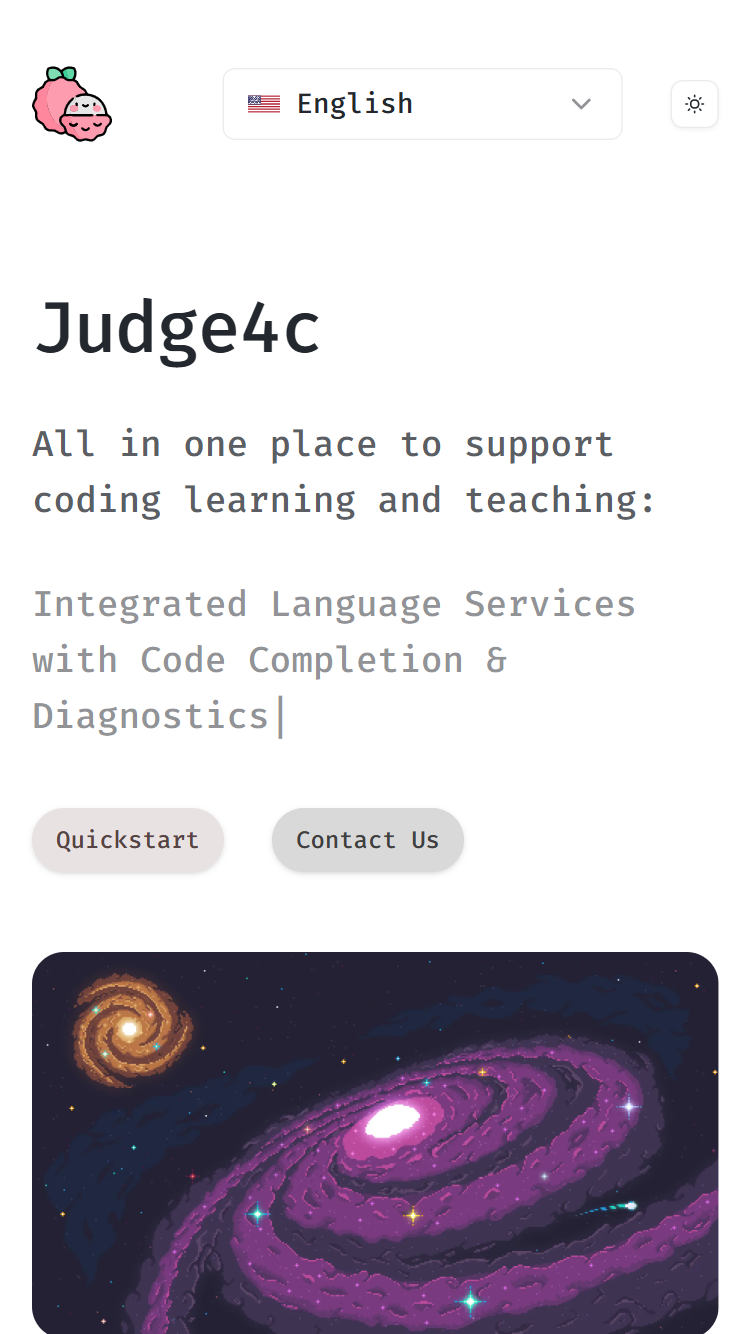 English
Judge4c
All in one place to support
coding learning and teaching:
Integrated Language Services
with Code Completion &
Diagnostics|
Quickstart
Contact Us